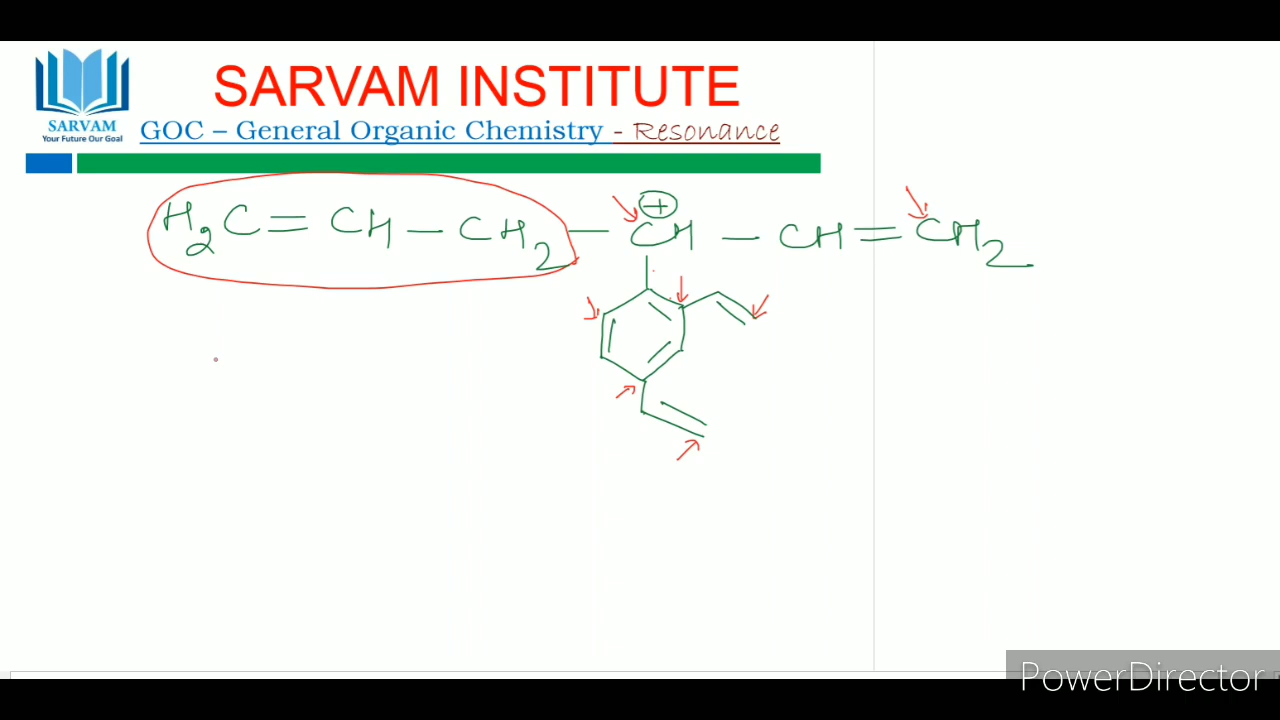 SARVAM INSTITUTE
SARVAM
Your Future Our Goal
GOC – General Organic Chemistry - Resonance
H2C = CH - CH2 - CH - CH = CH2
+
PowerDirector